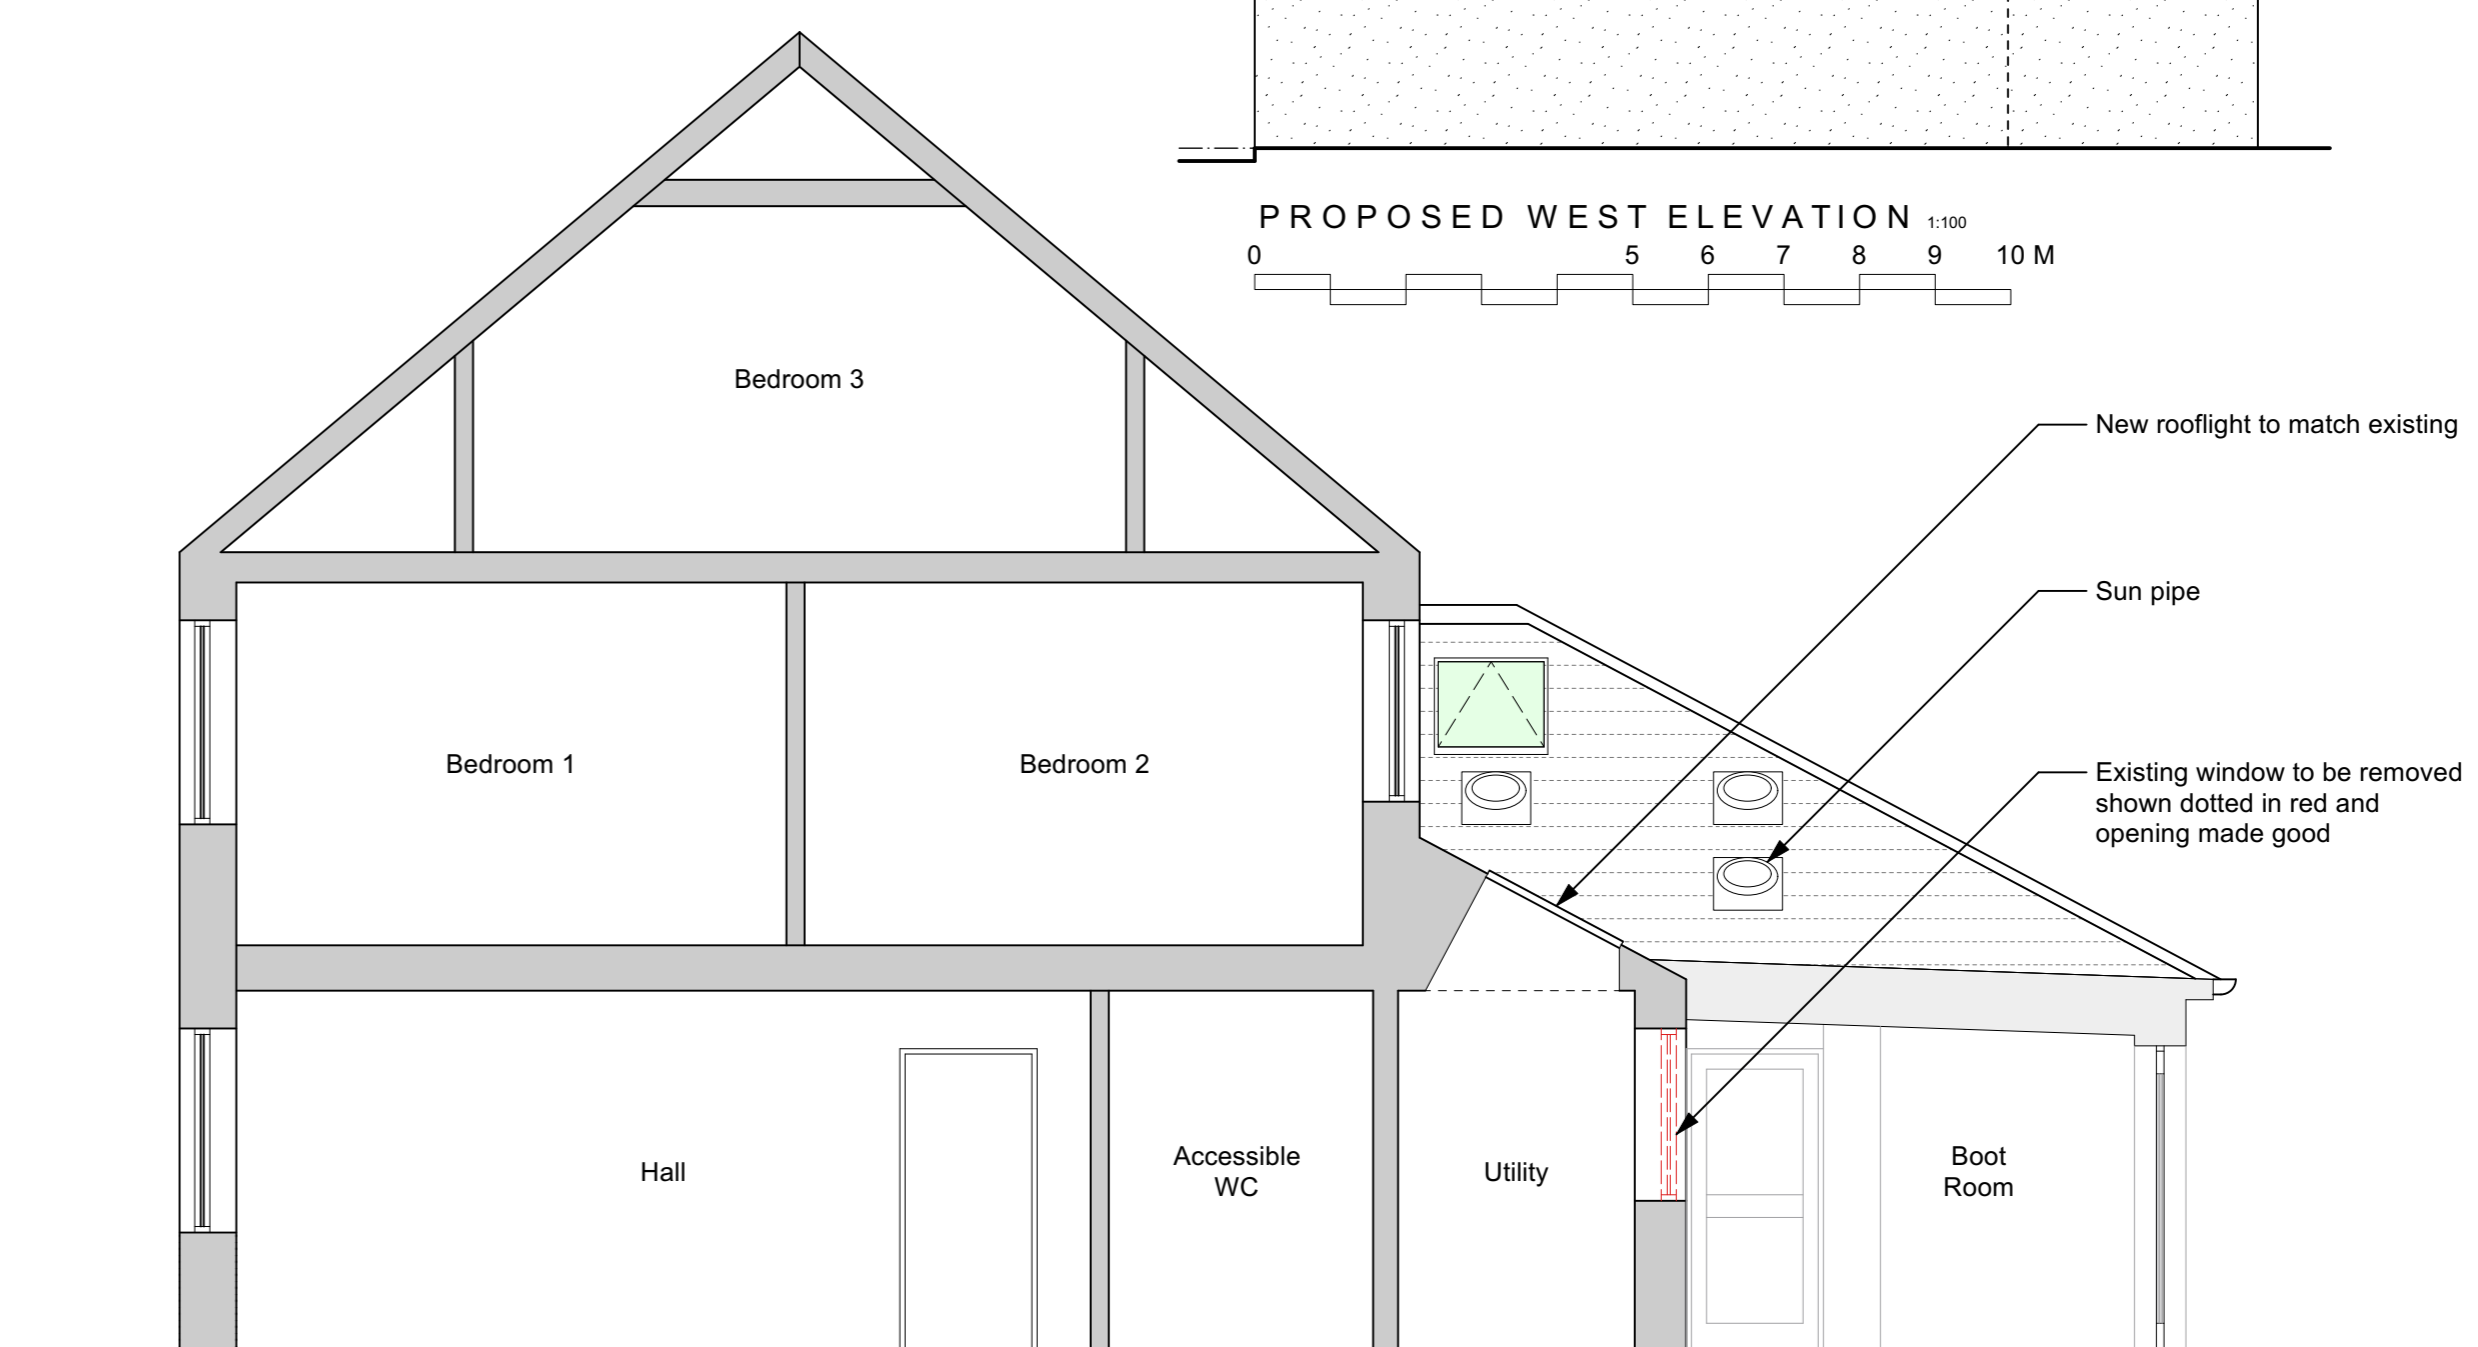 PROPOSED WEST ELEVATION 1:100
0 5 6 7 8 9 10 M
Bedroom 3
New rooflight to match existing
Sun pipe
Bedroom 1
Bedroom 2
Existing window to be removed
shown dotted in red and
opening made good
Hall
Accessible
WC
Utility
Boot
Room